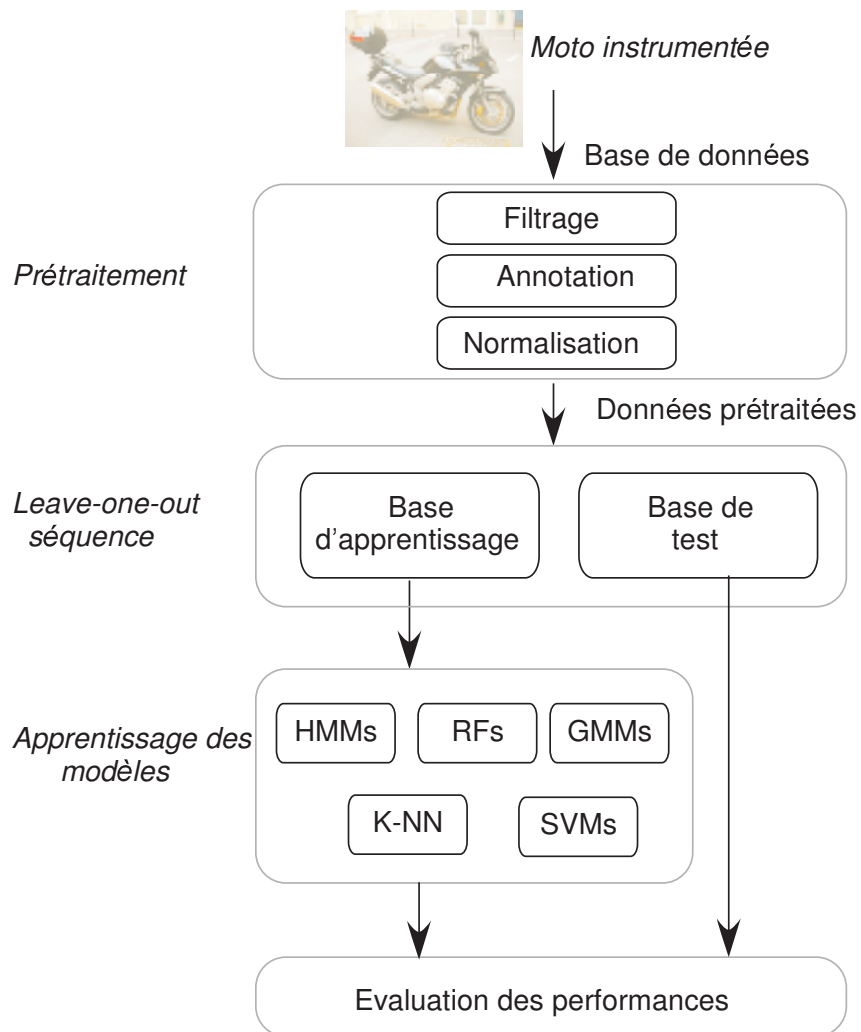 Moto instrumentée
Base de données
Filtrage
Prétraitement
Annotation
Normalisation
Données prétraitées
Leave-one-out
séquence
Base
d'apprentissage
Base de
test
Apprentissage des
modèles
HMMs
RFs
GMMs
K-NN
SVMs
Evaluation des performances